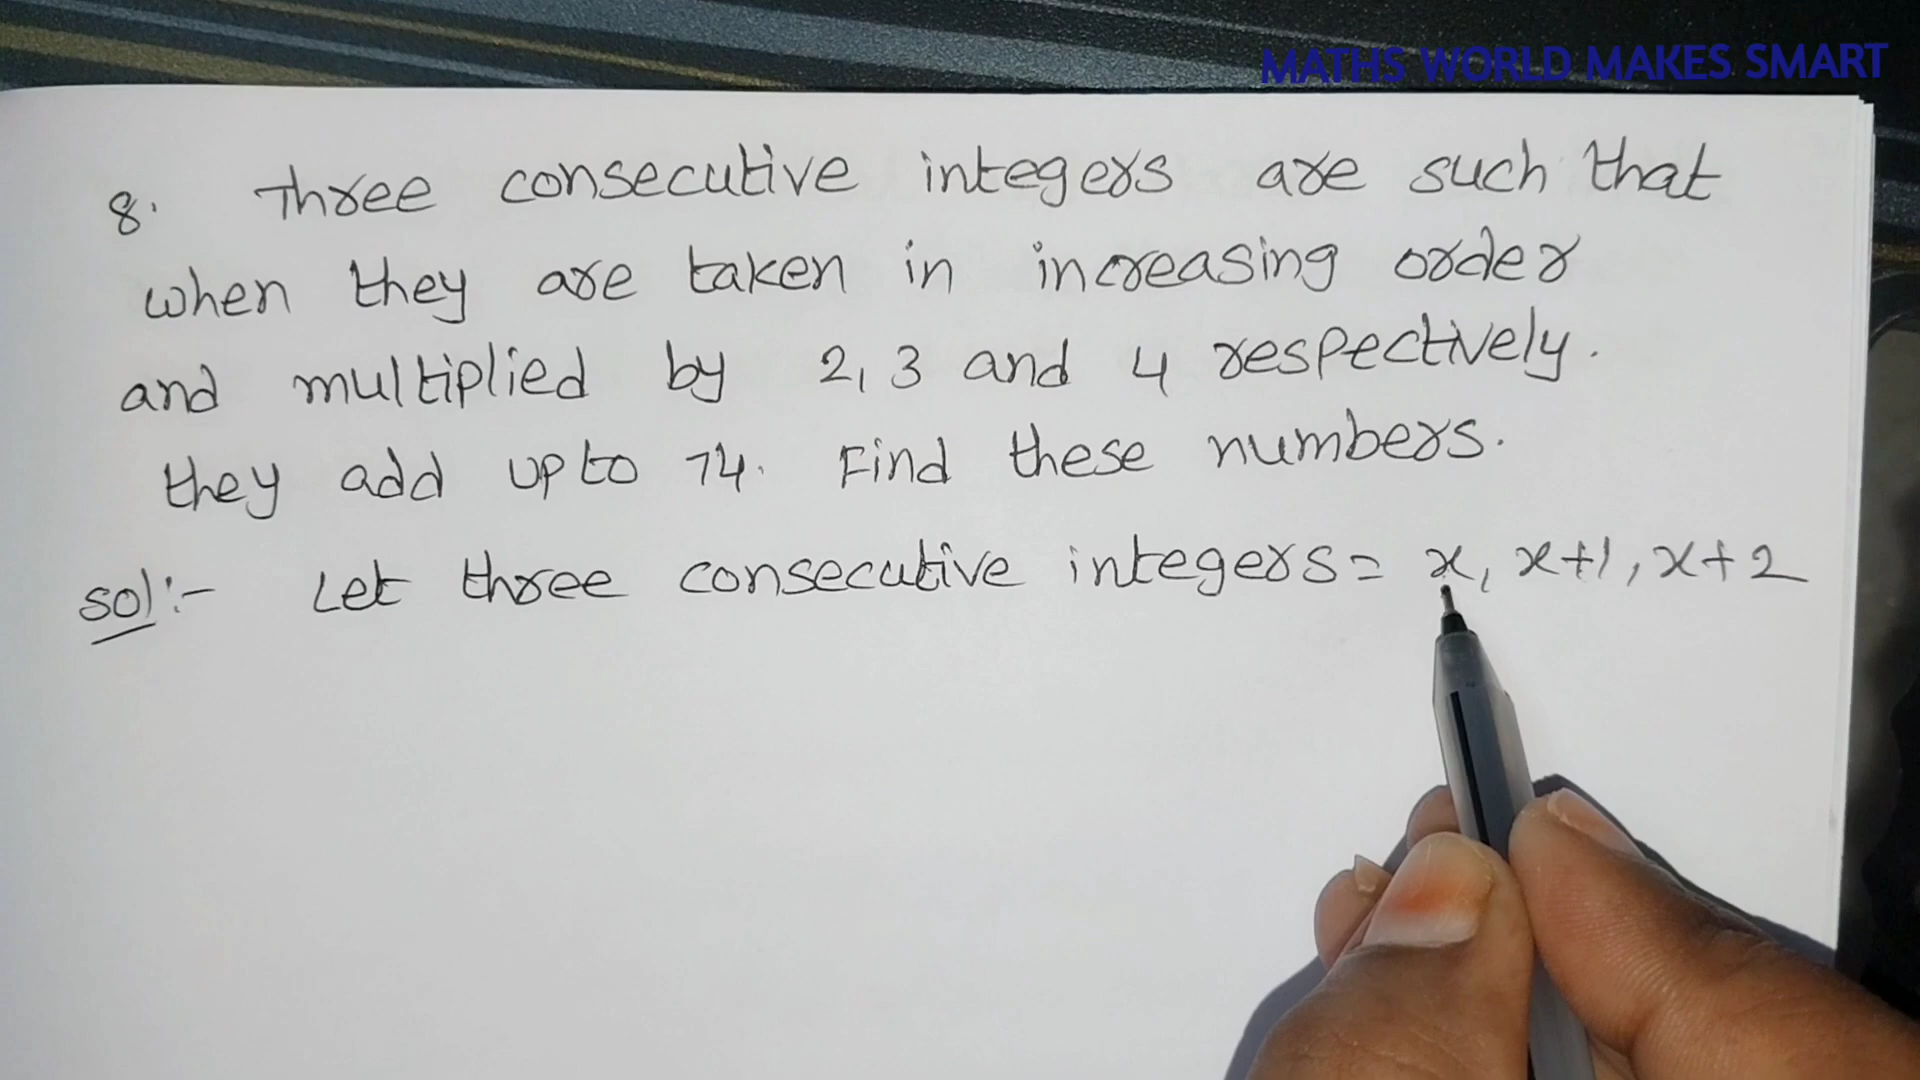 MATHS WORLD MAKES SMART
8. Three consecutive integers are such that
when they are taken in increasing order
and multiplied by 2, 3 and 4 respectively.
they add up to 74. Find these numbers.
Sol:- Let three consecutive integers = x, x+1, x+2